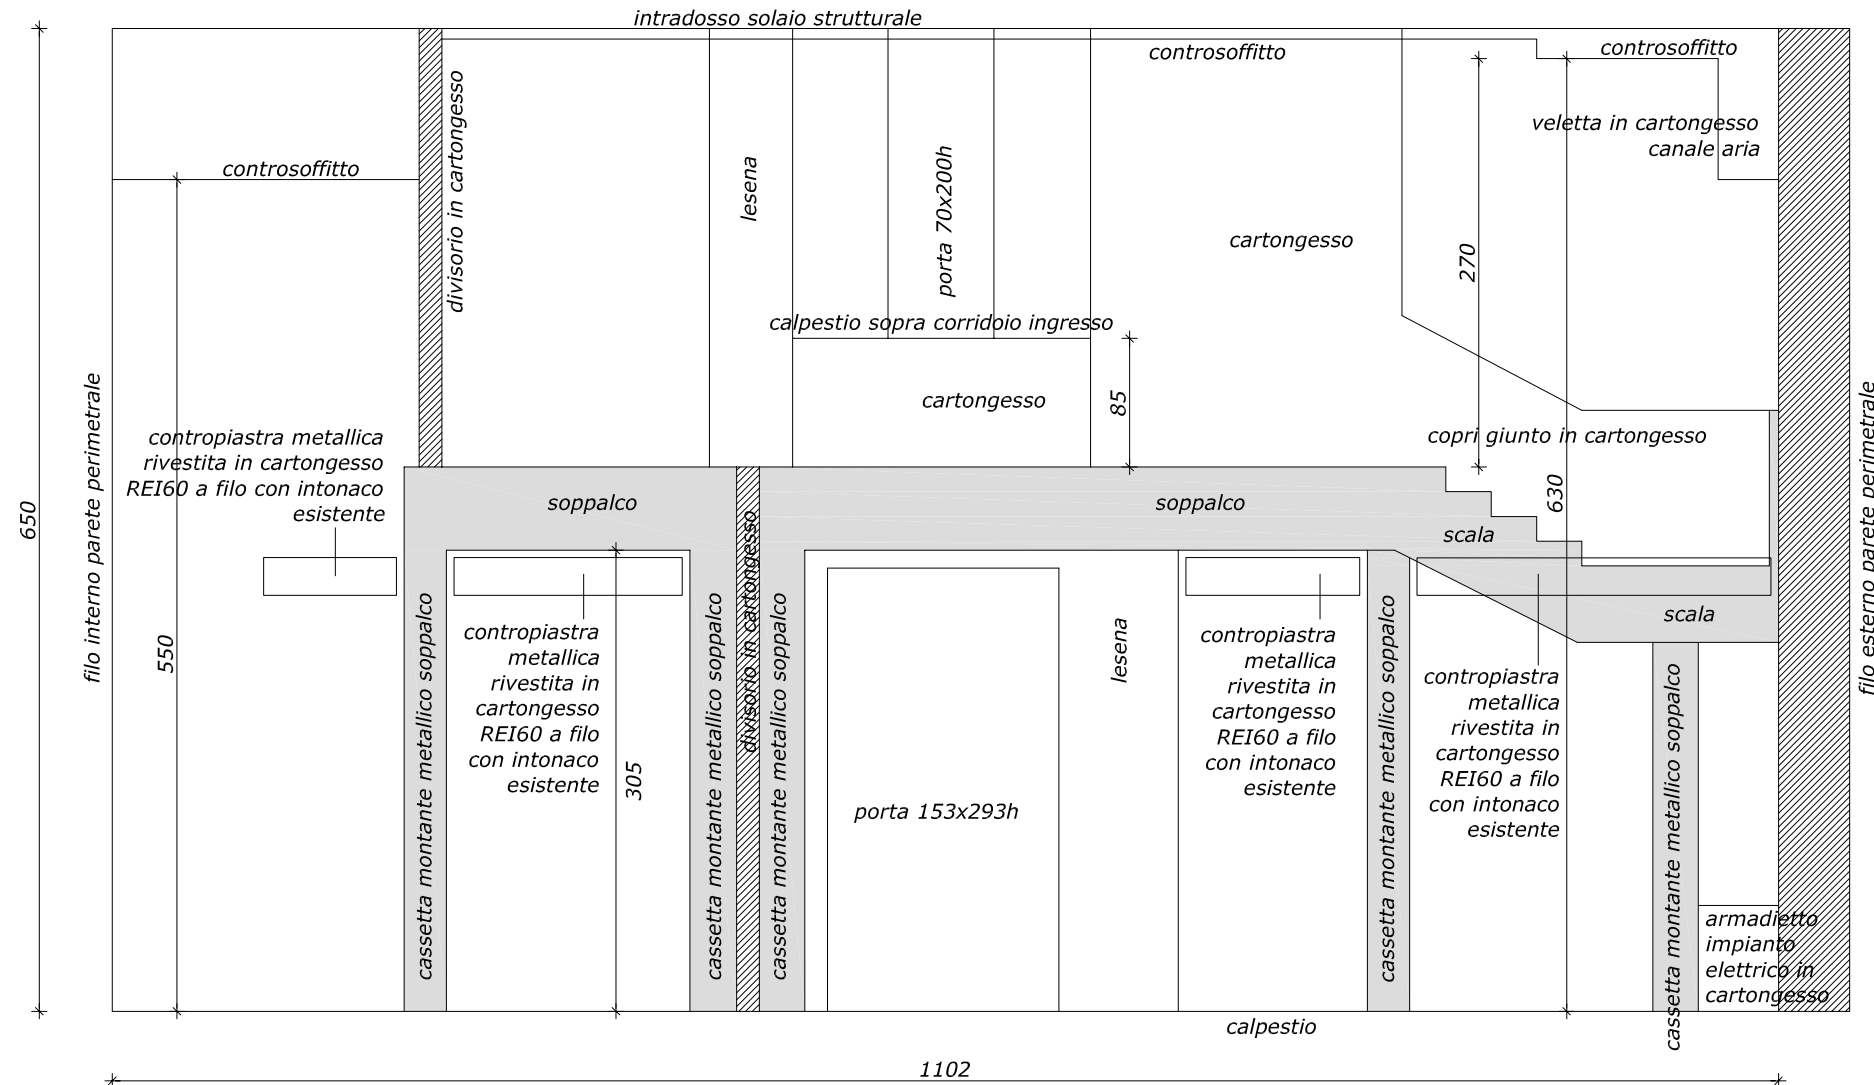 intradosso solaio strutturale
controsoffitto
controsoffitto
divisorio in cartongesso
veletta in cartongesso
canale aria
controsoffitto
lesena
porta 70x200h
cartongesso
270
calpestio sopra corridoio ingresso
85
cartongesso
filo interno parete perimetrale
filo esterno parete perimetrale
contropiastra metallica
rivestita in cartongesso
REI60 a filo con intonaco
esistente
copri giunto in cartongesso
650
630
soppalco
soppalco
scala
divisorio in cartongesso
550
scala
cassetta montante metallico soppalco
contropiastra
metallica
rivestita in
cartongesso
REI60 a filo
con intonaco
esistente
305
cassetta montante metallico soppalco
cassetta montante metallico soppalco
porta 153x293h
lesena
contropiastra
metallica
rivestita in
cartongesso
REI60 a filo
con intonaco
esistente
cassetta montante metallico soppalco
contropiastra
metallica
rivestita in
cartongesso
REI60 a filo
con intonaco
esistente
cassetta montante metallico soppalco
armadietto
impianto
elettrico in
cartongesso
calpestio
1102